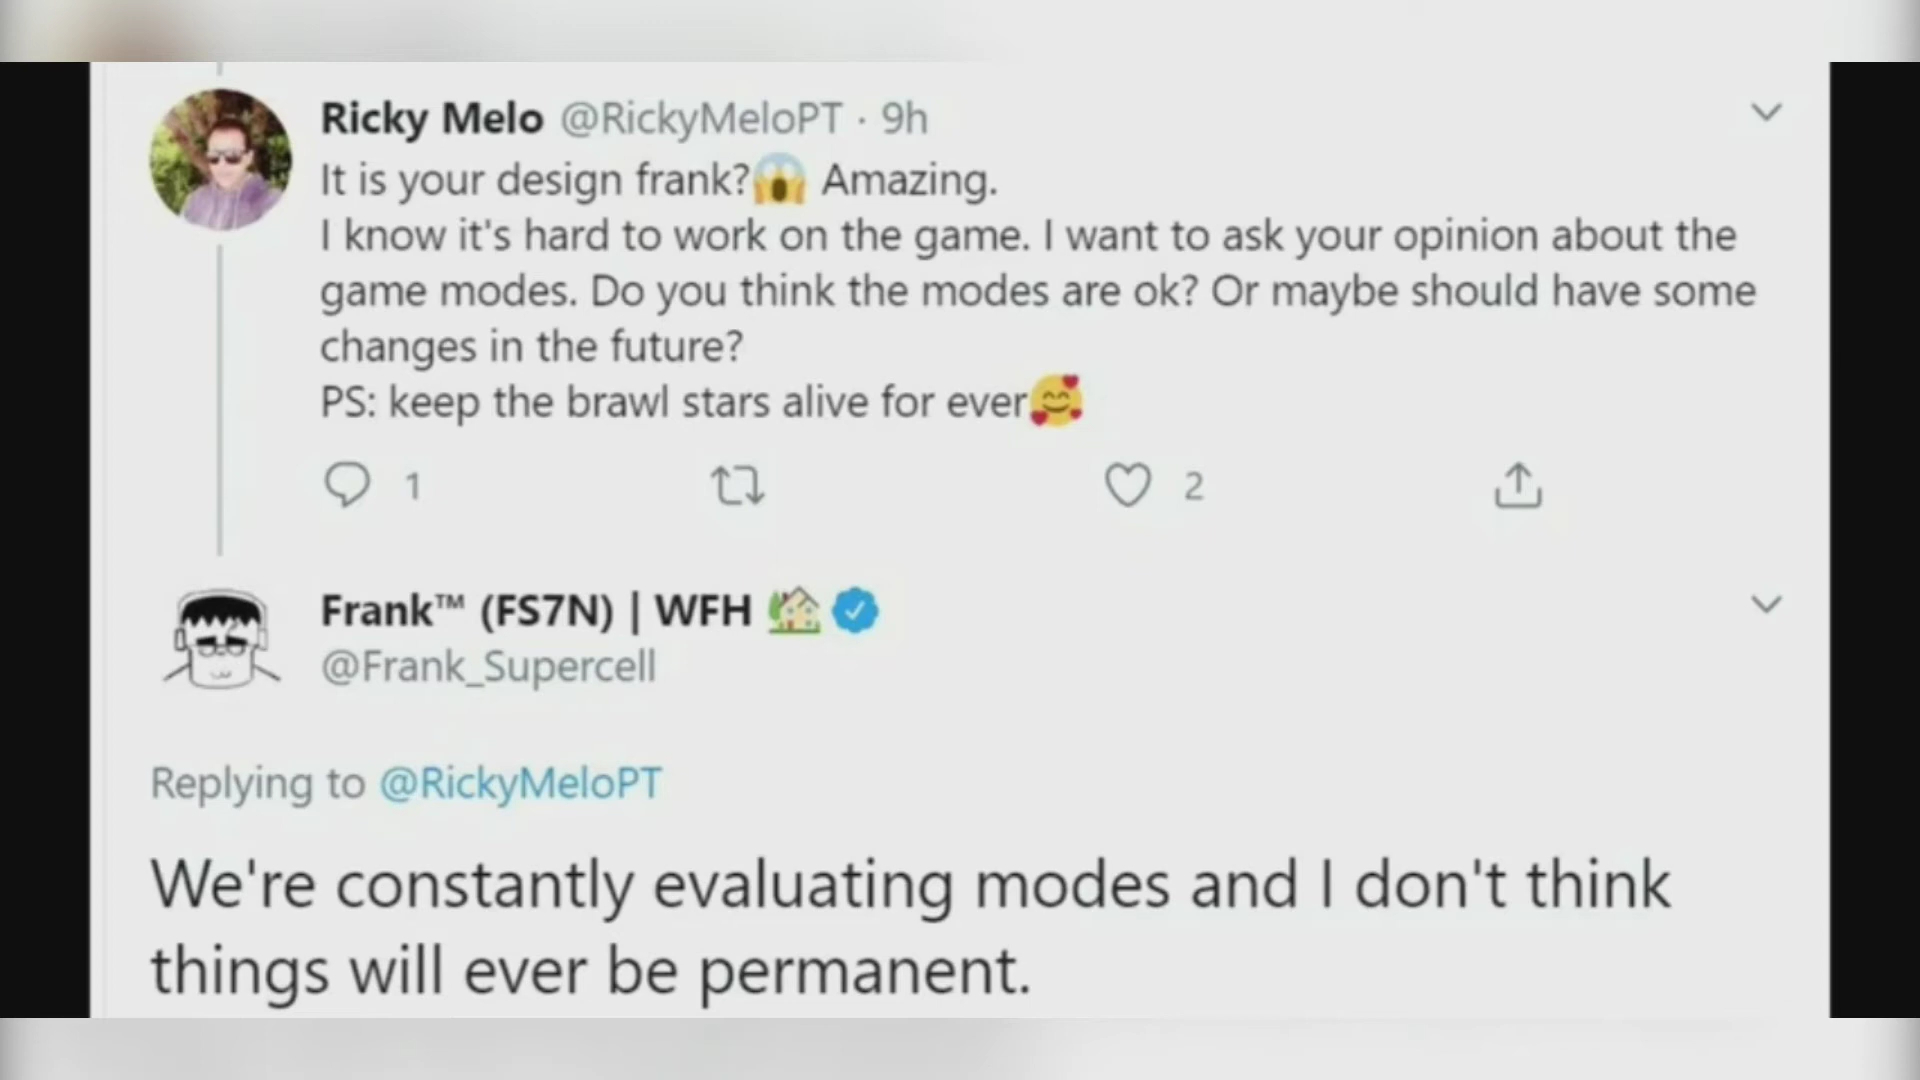 Ricky Melo @RickyMeloPT · 9h
It is your design frank?😱 Amazing.
I know it's hard to work on the game. I want to ask your opinion about the
game modes. Do you think the modes are ok? Or maybe should have some
changes in the future?
PS: keep the brawl stars alive for ever🥰
1 2
Frank™ (FS7N) | WFH 🏡
@Frank_Supercell
Replying to @RickyMeloPT
We're constantly evaluating modes and I don't think
things will ever be permanent.